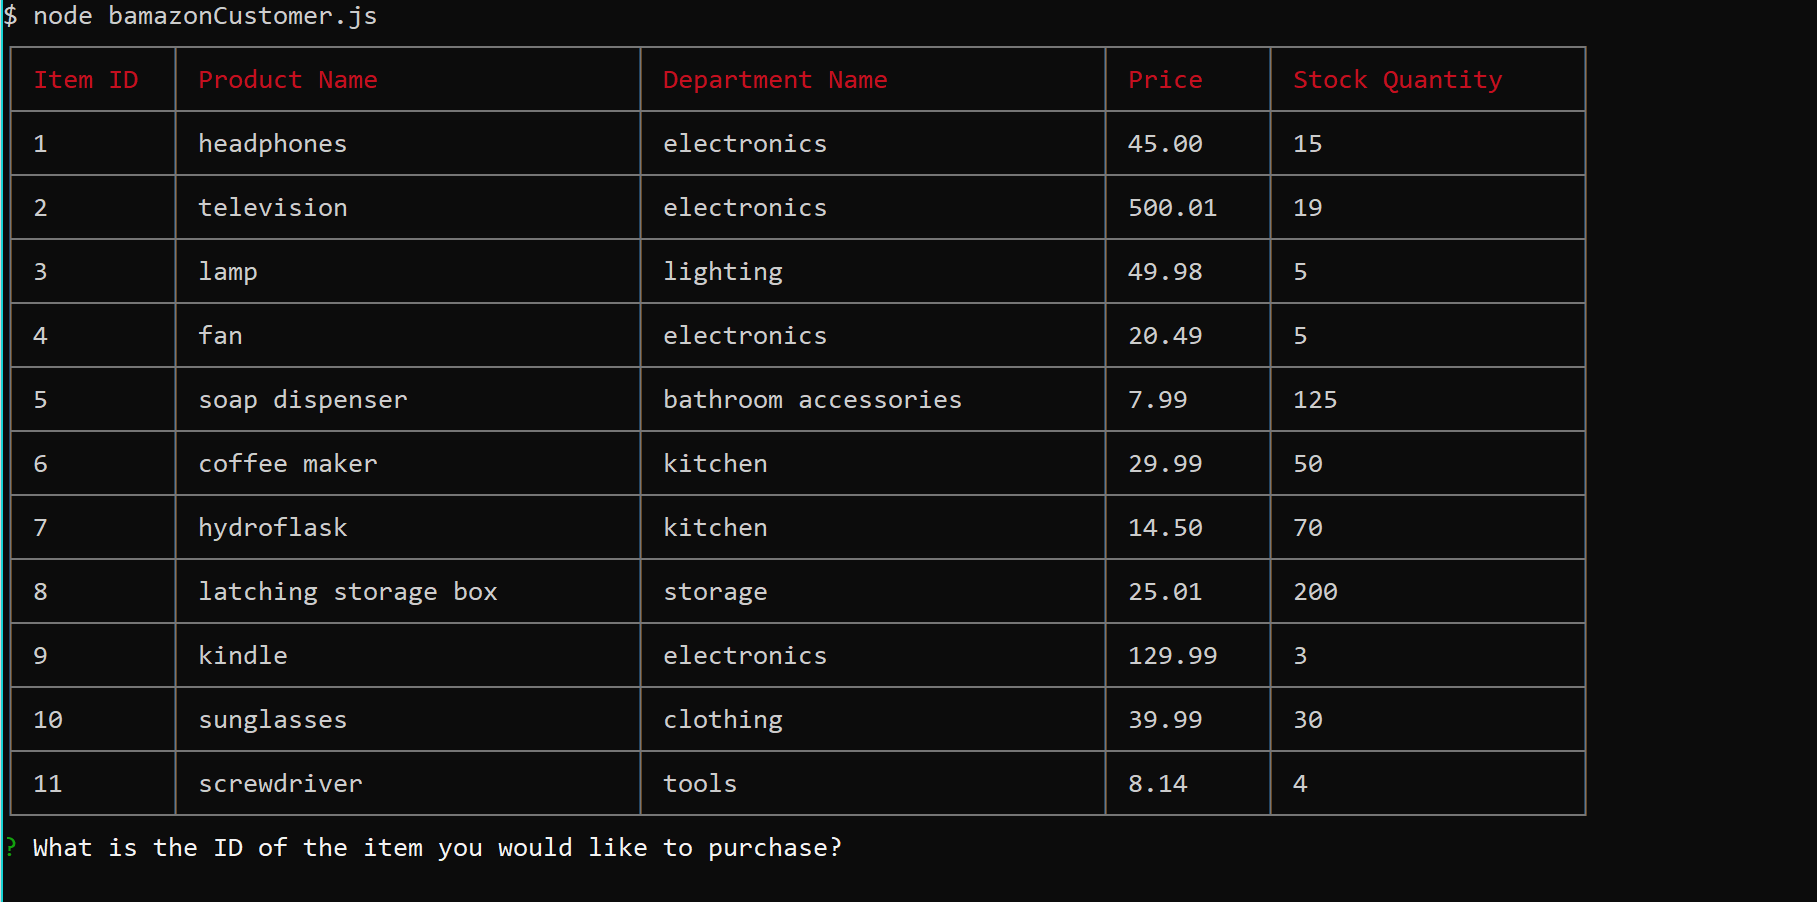 $ node bamazonCustomer.js
Item ID Product Name Department Name Price Stock Quantity
1 headphones electronics 45.00 15
2 television electronics 500.01 19
3 lamp lighting 49.98 5
4 fan electronics 20.49 5
5 soap dispenser bathroom accessories 7.99 125
6 coffee maker kitchen 29.99 50
7 hydroflask kitchen 14.50 70
8 latching storage box storage 25.01 200
9 kindle electronics 129.99 3
10 sunglasses clothing 39.99 30
11 screwdriver tools 8.14 4
? What is the ID of the item you would like to purchase?